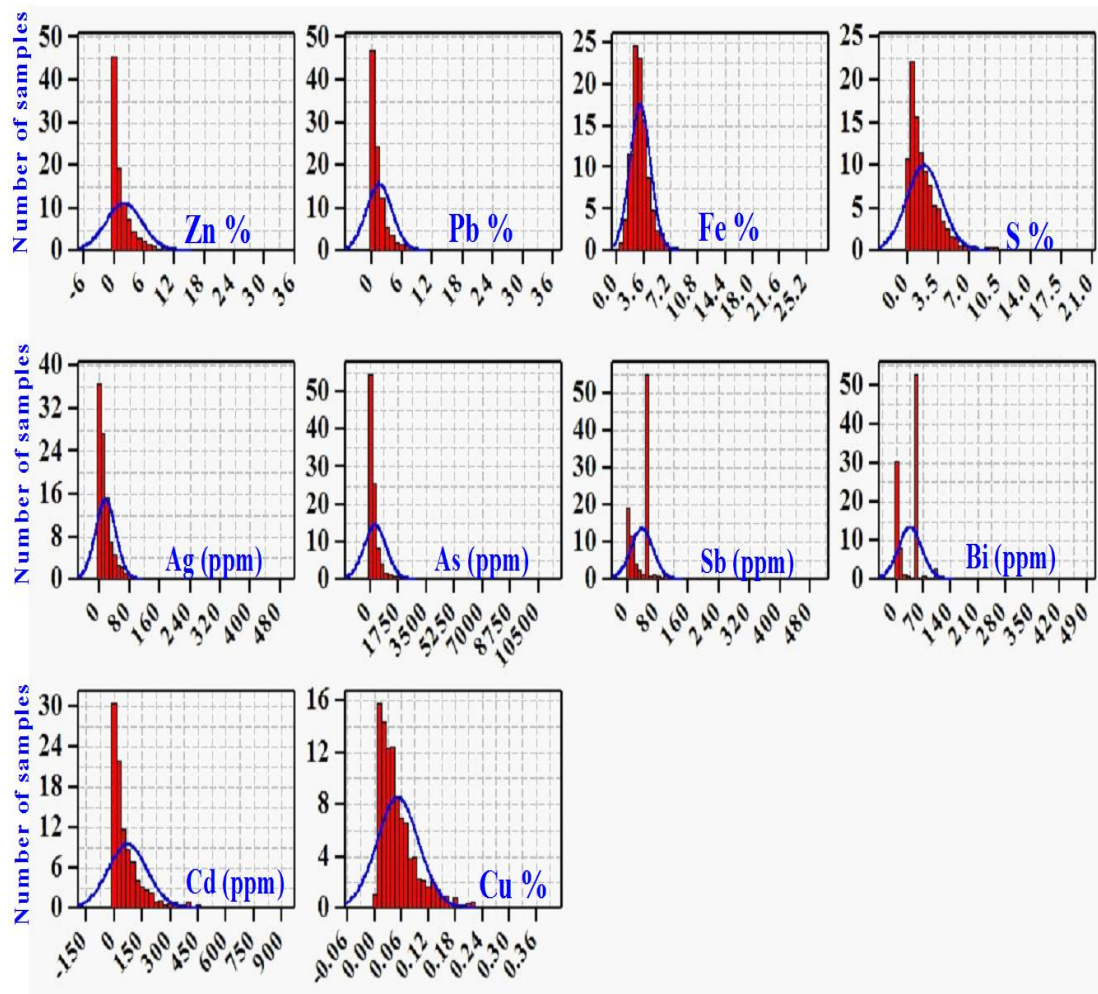 Number of samples
50
40
30
20
10
0
Zn %
-6 0 6 12 18 24 30 36
50
40
30
20
10
0
Pb %
0 6 12 18 24 30 36
25
20
15
10
5
0
Fe %
0.0 3.6 7.2 10.8 14.4 18.0 21.6 25.2
25
20
15
10
5
0
S %
0.0 3.5 7.0 10.5 14.0 17.5 21.0
Number of samples
40
32
24
16
8
0
Ag (ppm)
0 80 160 240 320 400 480
50
40
30
20
10
0
As (ppm)
0 1750 3500 5250 7000 8750 10500
50
40
30
20
10
0
Sb (ppm)
0 80 160 240 320 400 480
50
40
30
20
10
0
Bi (ppm)
0 70 140 210 280 350 420 490
Number of samples
30
24
18
12
6
0
Cd (ppm)
-150 0 150 300 450 600 750 900
16
12
8
4
0
Cu %
-0.06 0.00 0.06 0.12 0.18 0.24 0.30 0.36